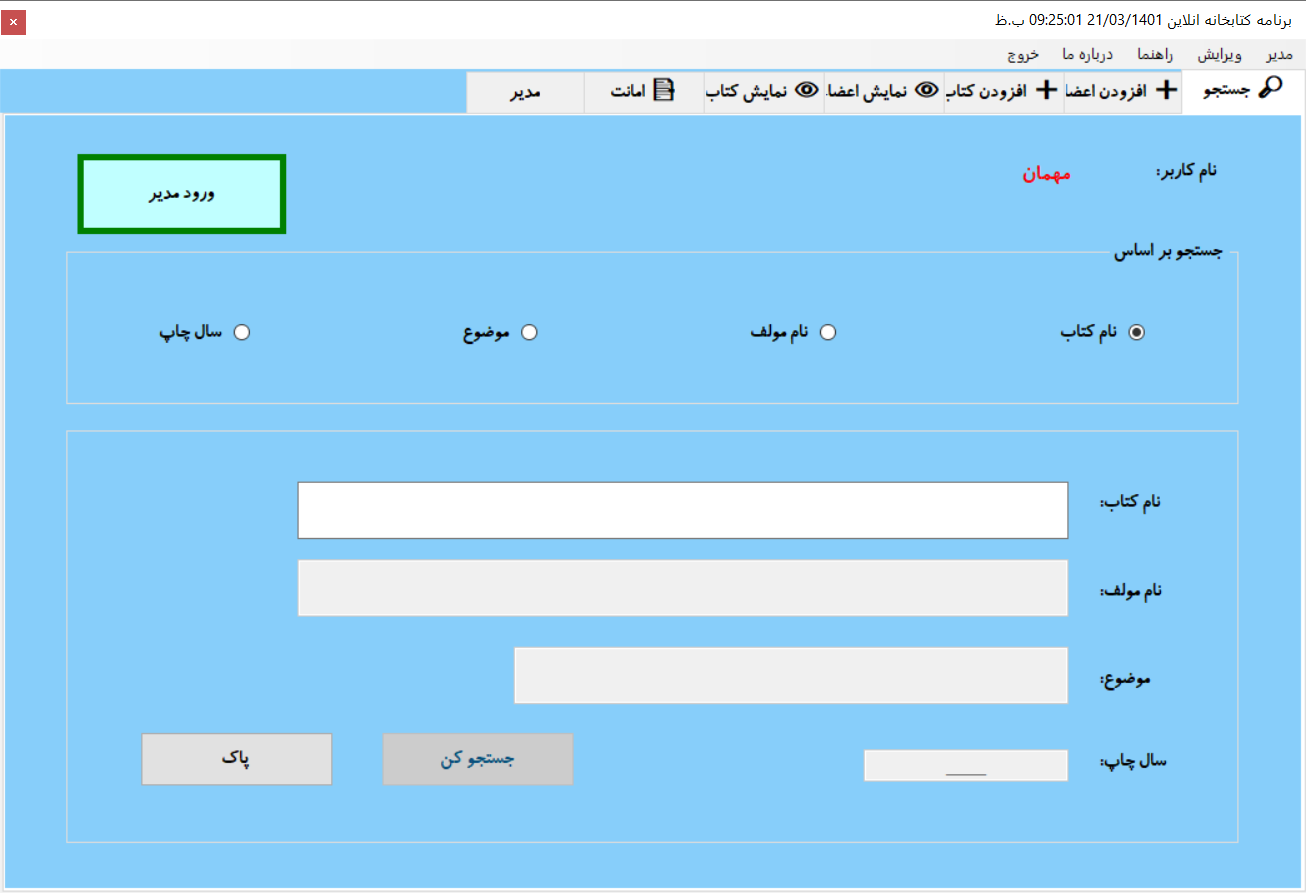 برنامه کتابخانه انلاین 21/03/1401 09:25:01 ب.ظ
مدیر ویرایش راهنما درباره ما خروج
جستجو افزودن اعضا افزودن کتاب نمایش اعضا نمایش کتاب امانت مدیر
نام کاربر: مهمان
ورود مدیر
جستجو بر اساس
نام کتاب نام مولف موضوع سال چاپ
نام کتاب:
نام مولف:
موضوع:
سال چاپ: ____
جستجو کن پاک